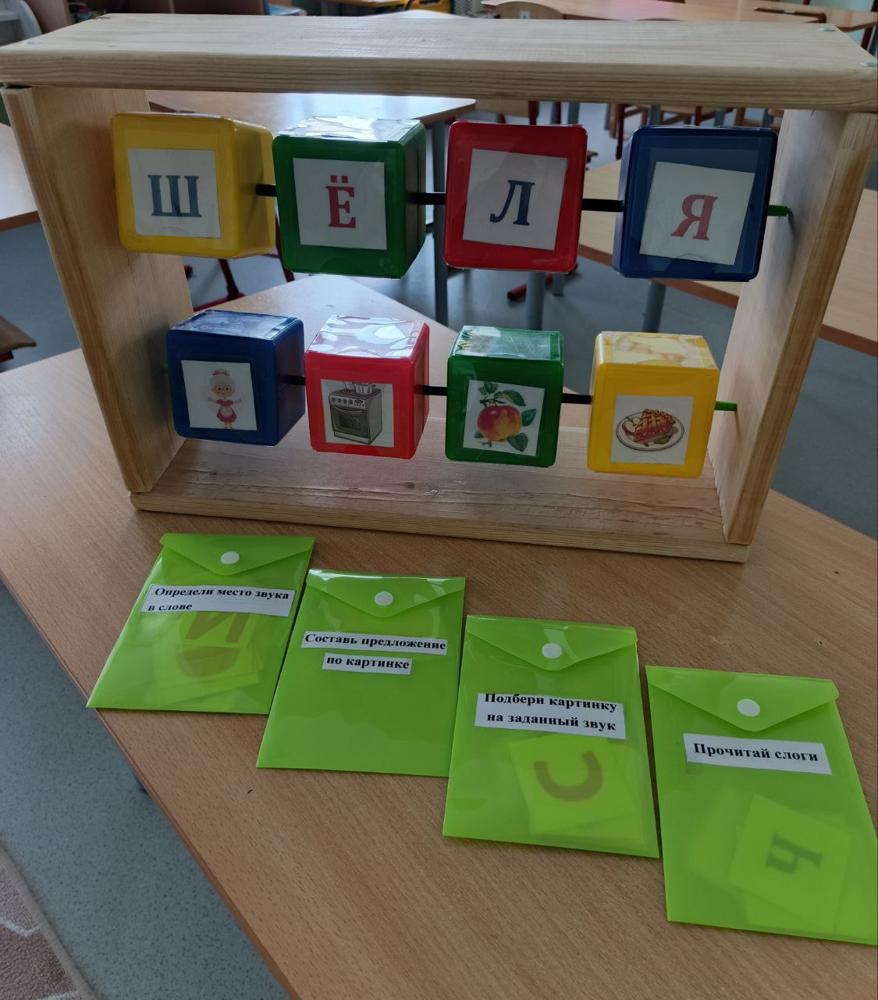 Ш Ё Л Я
.Определи место звука
в слове
И
Составь предложение
по картинке
Подбери картинку
на заданный звук
С
Прочитай слоги
Ч